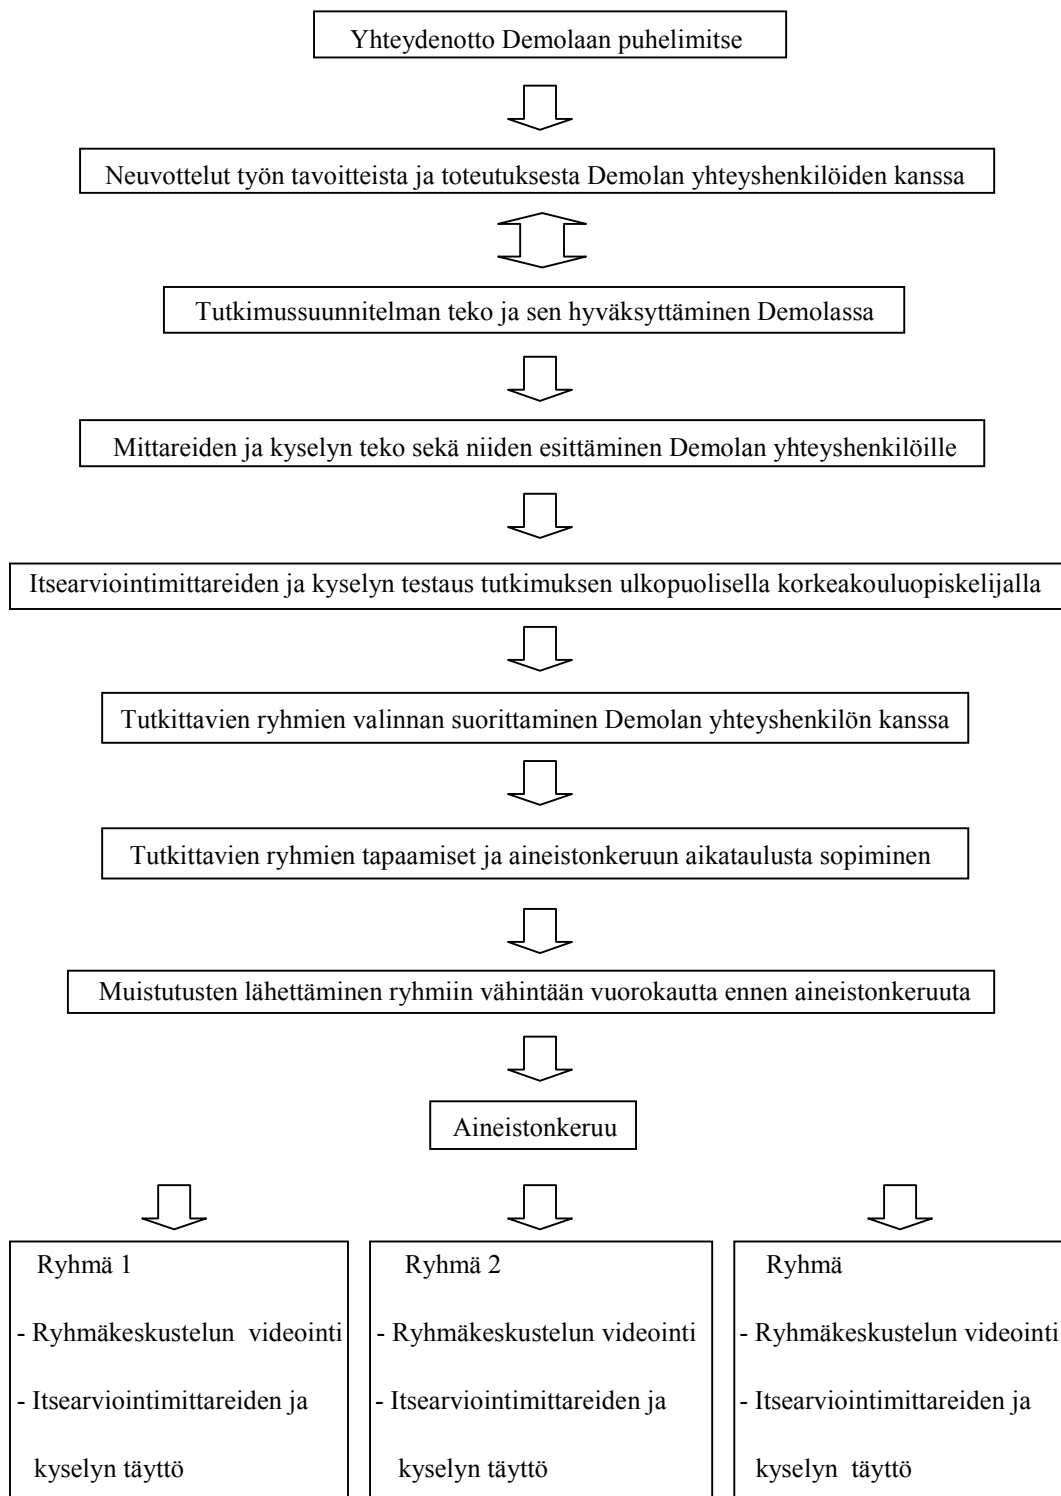 Yhteydenotto Demolaan puhelimitse
Neuvottelut työn tavoitteista ja toteutuksesta Demolan yhteyshenkilöiden kanssa
Tutkimussuunnitelman teko ja sen hyväksyttäminen Demolassa
Mittareiden ja kyselyn teko sekä niiden esittäminen Demolan yhteyshenkilöille
Itsearviointimittareiden ja kyselyn testaus tutkimuksen ulkopuolisella korkeakouluopiskelijalla
Tutkittavien ryhmien valinnan suorittaminen Demolan yhteyshenkilön kanssa
Tutkittavien ryhmien tapaamiset ja aineistonkeruun aikataulusta sopiminen
Muistutusten lähettäminen ryhmiin vähintään vuorokautta ennen aineistonkeruuta
Aineistonkeruu
Ryhmä 1
- Ryhmäkeskustelun videointi
- Itsearviointimittareiden ja
kyselyn täyttö
Ryhmä 2
- Ryhmäkeskustelun videointi
- Itsearviointimittareiden ja
kyselyn täyttö
Ryhmä
- Ryhmäkeskustelun videointi
- Itsearviointimittareiden ja
kyselyn täyttö